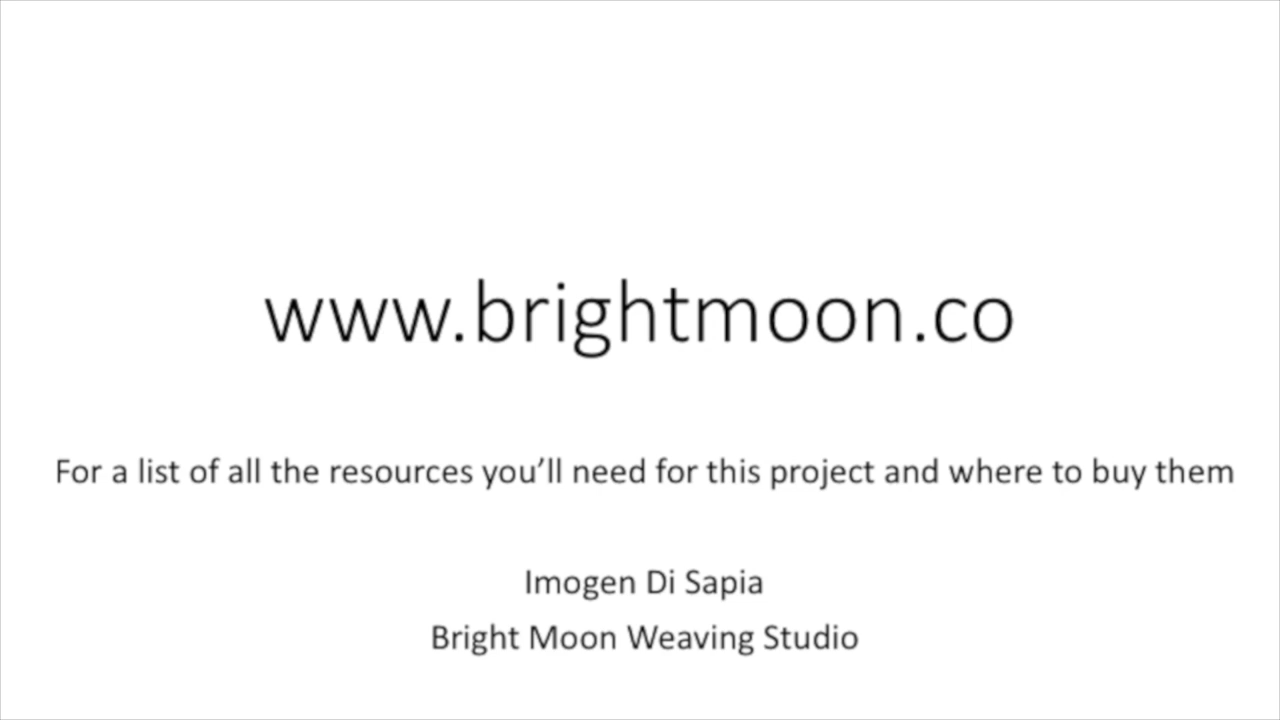 www.brightmoon.co
For a list of all the resources you’ll need for this project and where to buy them
Imogen Di Sapia
Bright Moon Weaving Studio